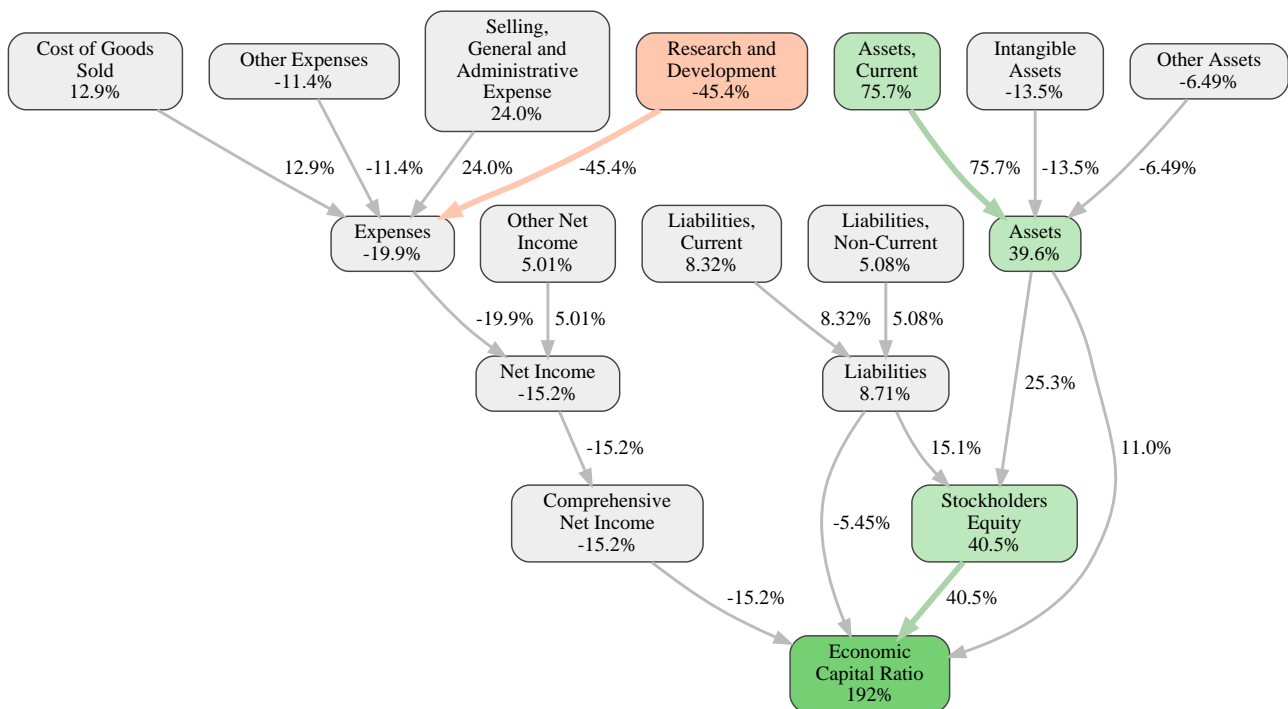 Cost of Goods
Sold
12.9%
Other Expenses
-11.4%
Selling,
General and
Administrative
Expense
24.0%
Research and
Development
-45.4%
Assets,
Current
75.7%
Intangible
Assets
-13.5%
Other Assets
-6.49%
12.9%
-11.4%
24.0%
-45.4%
75.7%
-13.5%
-6.49%
Expenses
-19.9%
Other Net
Income
5.01%
Liabilities,
Current
8.32%
Liabilities,
Non-Current
5.08%
Assets
39.6%
-19.9%
5.01%
8.32%
5.08%
Net Income
-15.2%
Liabilities
8.71%
25.3%
-15.2%
15.1%
11.0%
Comprehensive
Net Income
-15.2%
-5.45%
Stockholders
Equity
40.5%
-15.2%
40.5%
Economic
Capital Ratio
192%